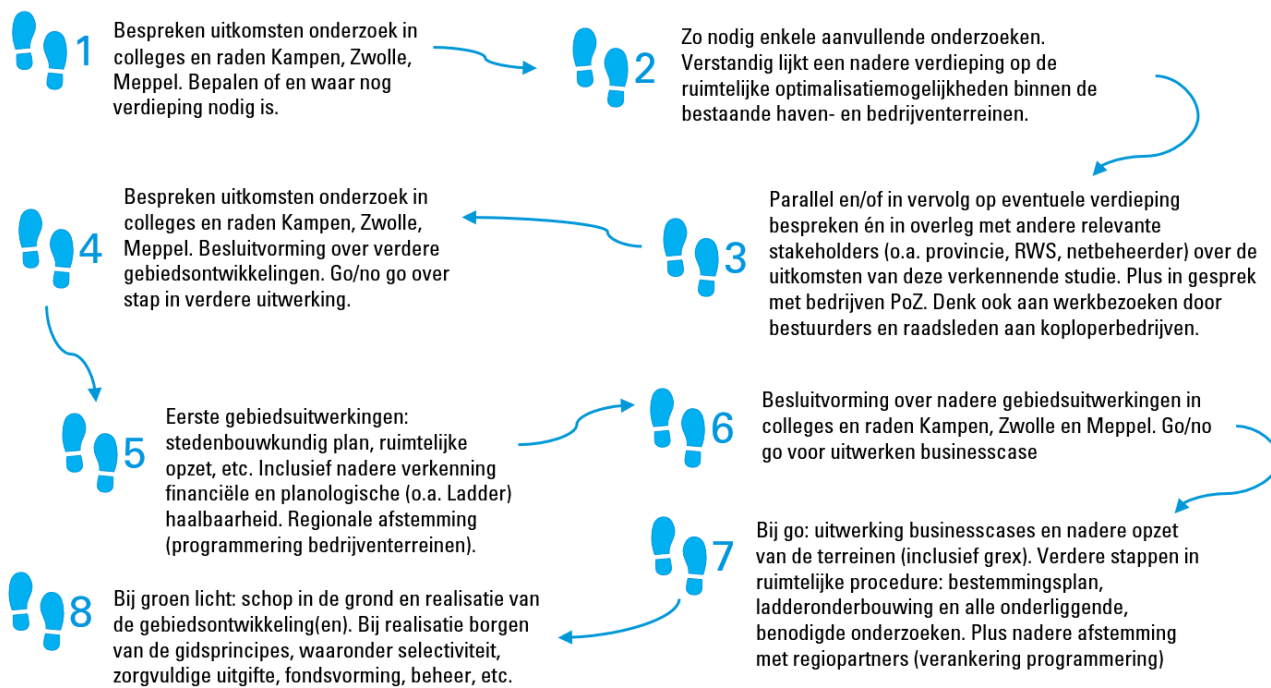 1
Bespreken uitkomsten onderzoek in
colleges en raden Kampen, Zwolle,
Meppel. Bepalen of en waar nog
verdieping nodig is.
2
Zo nodig enkele aanvullende onderzoeken.
Verstandig lijkt een nadere verdieping op de
ruimtelijke optimalisatiemogelijkheden binnen de
bestaande haven- en bedrijventerreinen.
3
Parallel en/of in vervolg op eventuele verdieping
bespreken én in overleg met andere relevante
stakeholders (o.a. provincie, RWS, netbeheerder) over de
uitkomsten van deze verkennende studie. Plus in gesprek
met bedrijven PoZ. Denk ook aan werkbezoeken door
bestuurders en raadsleden aan koploperbedrijven.
4
Bespreken uitkomsten onderzoek in
colleges en raden Kampen, Zwolle,
Meppel. Besluitvorming over verdere
gebiedsontwikkelingen. Go/no go over
stap in verdere uitwerking.
5
Eerste gebiedsuitwerkingen:
stedenbouwkundig plan, ruimtelijke
opzet, etc. Inclusief nadere verkenning
financiële en planologische (o.a. Ladder)
haalbaarheid. Regionale afstemming
(programmering bedrijventerreinen).
6
Besluitvorming over nadere gebiedsuitwerkingen in
colleges en raden Kampen, Zwolle en Meppel. Go/no
go voor uitwerken businesscase
7
Bij go: uitwerking businesscases en nadere opzet
van de terreinen (inclusief grex). Verdere stappen in
ruimtelijke procedure: bestemmingsplan,
ladderonderbouwing en alle onderliggende,
benodigde onderzoeken. Plus nadere afstemming
met regiopartners (verankering programmering)
8
Bij groen licht: schop in de grond en realisatie van
de gebiedsontwikkeling(en). Bij realisatie borgen
van de gidsprincipes, waaronder selectiviteit,
zorgvuldige uitgifte, fondsvorming, beheer, etc.